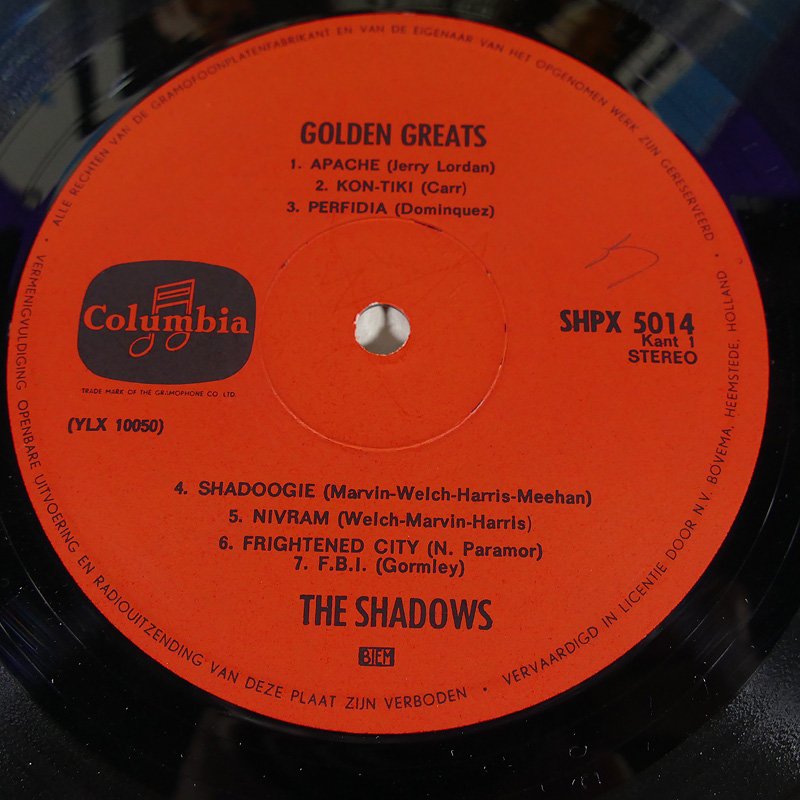 ALLE RECHTEN VAN DE GRAMOFOONPLATENFABRIKANT EN VAN DE EIGENAAR VAN HET OPGENOMEN WERK ZIJN GERESERVEERD •
GOLDEN GREATS
1. APACHE (Jerry Lordan)
2. KON-TIKI (Carr)
3. PERFIDIA (Dominquez)
Columbia
TRADE MARK OF THE GRAMOPHONE CO. LTD.
(YLX 10050)
SHPX 5014
Kant 1
STEREO
4. SHADOOGIE (Marvin-Welch-Harris-Meehan)
5. NIVRAM (Welch-Marvin-Harris)
6. FRIGHTENED CITY (N. Paramor)
7. F.B.I. (Gormley)
THE SHADOWS
BIEM
• VERMENIGVULDIGING OPENBARE UITVOERING EN RADIOUITZENDING VAN DEZE PLAAT ZIJN VERBODEN •
VERVAARDIGD IN LICENTIE DOOR N.V. BOVEMA, HEEMSTEDE, HOLLAND